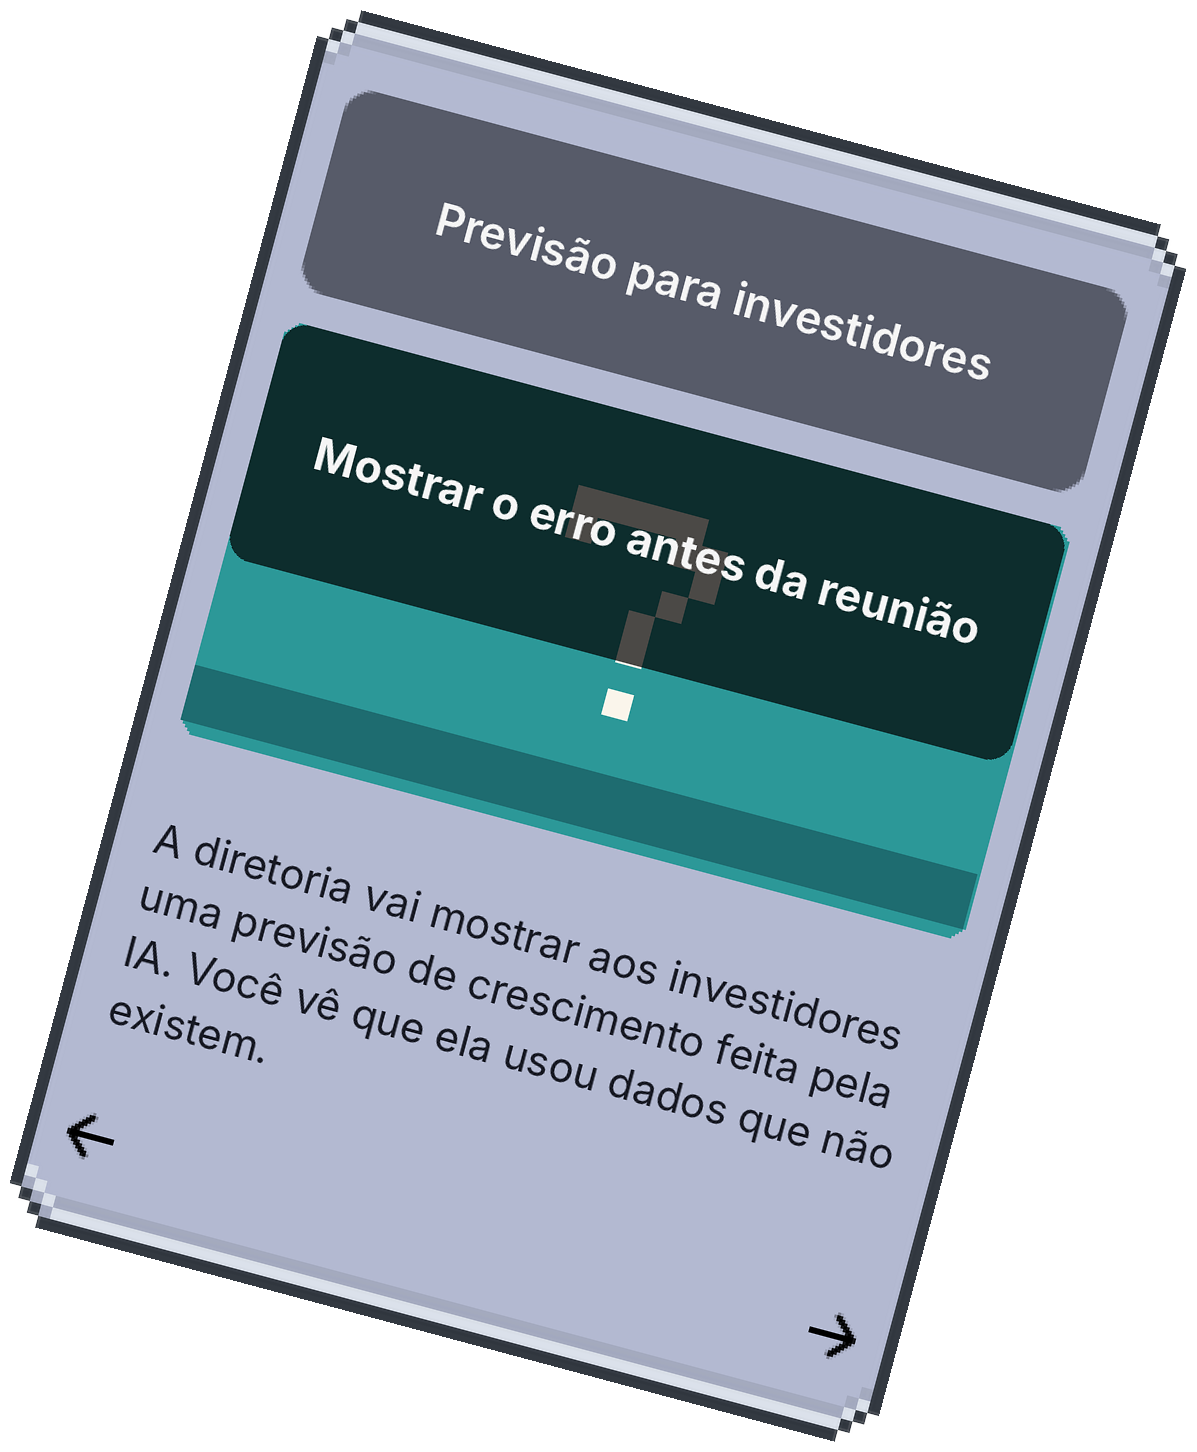 Previsão para investidores
Mostrar o erro antes da reunião
A diretoria vai mostrar aos investidores
uma previsão de crescimento feita pela
IA. Você vê que ela usou dados que não
existem.